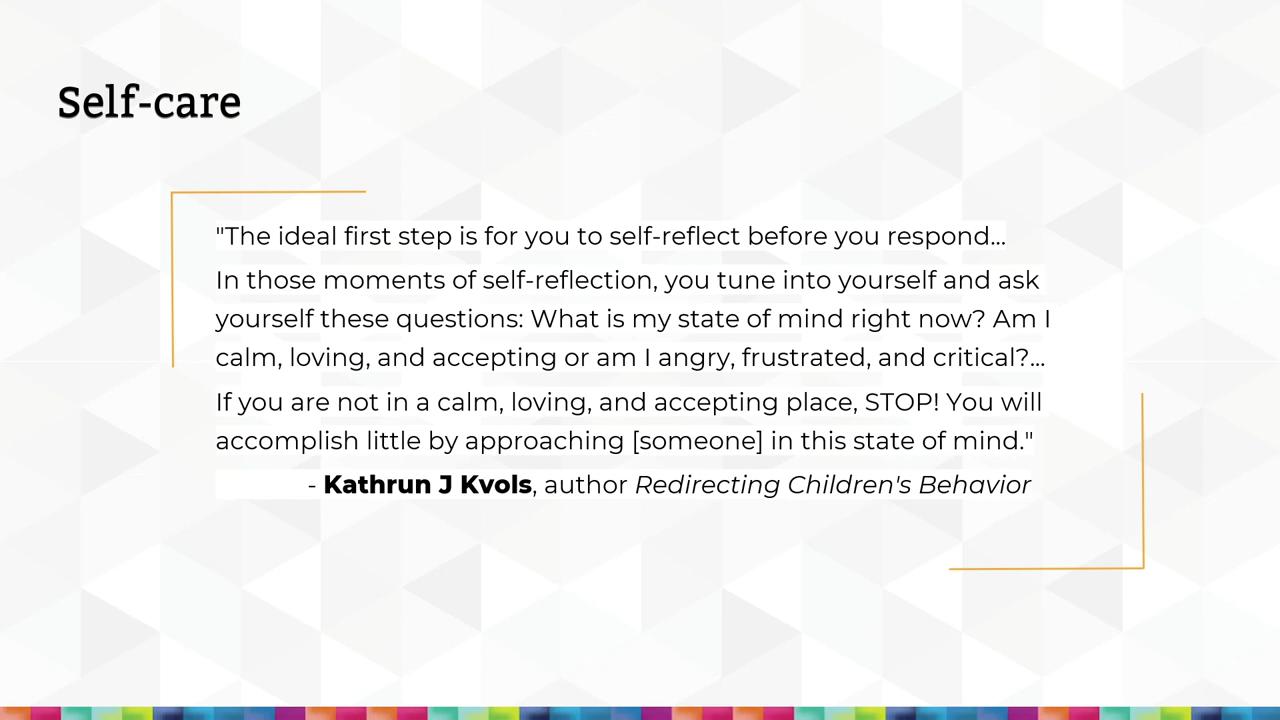 Self-care
"The ideal first step is for you to self-reflect before you respond...
In those moments of self-reflection, you tune into yourself and ask
yourself these questions: What is my state of mind right now? Am I
calm, loving, and accepting or am I angry, frustrated, and critical?...
If you are not in a calm, loving, and accepting place, STOP! You will
accomplish little by approaching [someone] in this state of mind."
- Kathrun J Kvols, author Redirecting Children's Behavior